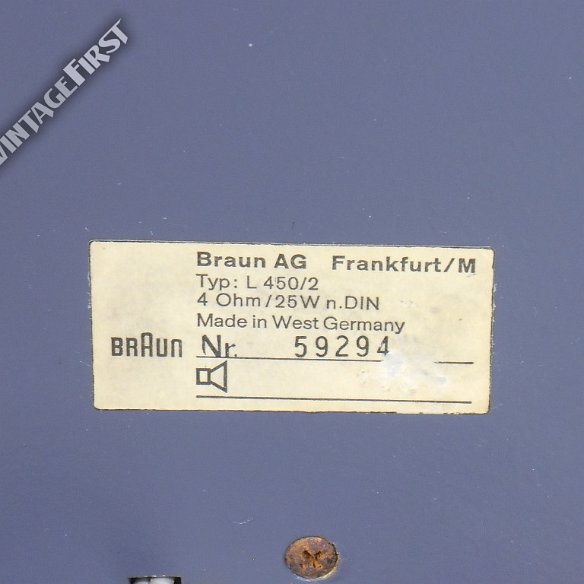 VINTAGEFIRST
Braun AG Frankfurt/M
Typ: L 450/2
4 Ohm/25W n.DIN
Made in West Germany
BRAUN Nr. 59294